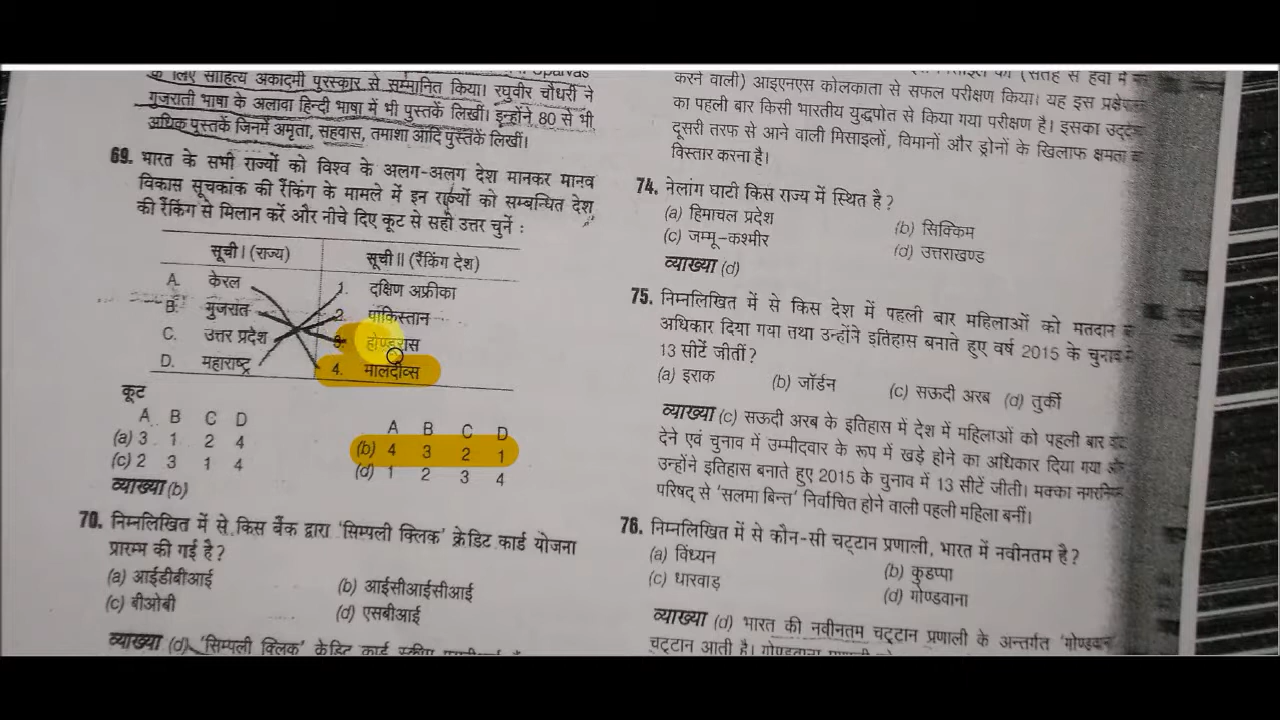 के लिए साहित्य अकादमी पुरस्कार से सम्मानित किया। रघुवीर चौधरी ने
गुजराती भाषा के अलावा हिन्दी भाषा में भी पुस्तकें लिखीं। इन्होंने 80 से भी
अधिक पुस्तकें जिनमें अमृता, सहवास, तमाशा आदि पुस्तकें लिखीं।
69. भारत के सभी राज्यों को विश्व के अलग-अलग देश मानकर मानव
विकास सूचकांक की रैंकिंग के मामले में इन राज्यों को सम्बन्धित देश
की रैंकिंग से मिलान करें और नीचे दिए कूट से सही उत्तर चुनें :
सूची I (राज्य) सूची II (रैंकिंग देश)
A. केरल 1. दक्षिण अफ्रीका
B. गुजरात 2. पाकिस्तान
C. उत्तर प्रदेश 3. होण्डुरास
D. महाराष्ट्र 4. मालदीव्स
कूट
A B C D A B C D
(a) 3 1 2 4 (b) 4 3 2 1
(c) 2 3 1 4 (d) 1 2 3 4
व्याख्या (b)
70. निम्नलिखित में से किस बैंक द्वारा 'सिम्पली क्लिक' क्रेडिट कार्ड योजना
प्रारम्भ की गई है?
(a) आईडीबीआई (b) आईसीआईसीआई
(c) बीओबी (d) एसबीआई
व्याख्या (d) 'सिम्पली क्लिक' क्रेडिट कार्ड
करने वाली) आइएनएस कोलकाता से सफल परीक्षण किया। यह इस
का पहली बार किसी भारतीय युद्धपोत से किया गया परीक्षण है। इसका
दूसरी तरफ से आने वाली मिसाइलों, विमानों और ड्रोनों के खिलाफ क्षमता
विस्तार करना है।
74. नेलांग घाटी किस राज्य में स्थित है?
(a) हिमाचल प्रदेश (b) सिक्किम
(c) जम्मू-कश्मीर (d) उत्तराखण्ड
व्याख्या (d)
75. निम्नलिखित में से किस देश में पहली बार महिलाओं को मतदान
अधिकार दिया गया तथा उन्होंने इतिहास बनाते हुए वर्ष 2015 के चुनाव में
13 सीटें जीतीं?
(a) इराक (b) जॉर्डन (c) सऊदी अरब (d) तुर्की
व्याख्या (c) सऊदी अरब के इतिहास में देश में महिलाओं को पहली बार
देने एवं चुनाव में उम्मीदवार के रूप में खड़े होने का अधिकार दिया गया
उन्होंने इतिहास बनाते हुए 2015 के चुनाव में 13 सीटें जीतीं। मक्का
परिषद् से 'सलमा बिन्त' निर्वाचित होने वाली पहली महिला बनीं।
76. निम्नलिखित में से कौन-सी चट्टान प्रणाली, भारत में नवीनतम है?
(a) विंध्यन (b) कुडप्पा
(c) धारवाड़ (d) गोण्डवाना
व्याख्या (d) भारत की नवीनतम चट्टान प्रणाली के अन्तर्गत
चट्टान आती है।